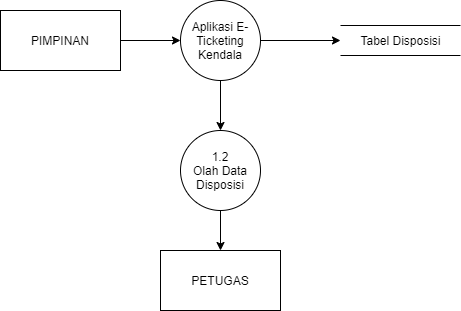 PIMPINAN
Aplikasi E-
Ticketing
Kendala
Tabel Disposisi
1.2
Olah Data
Disposisi
PETUGAS